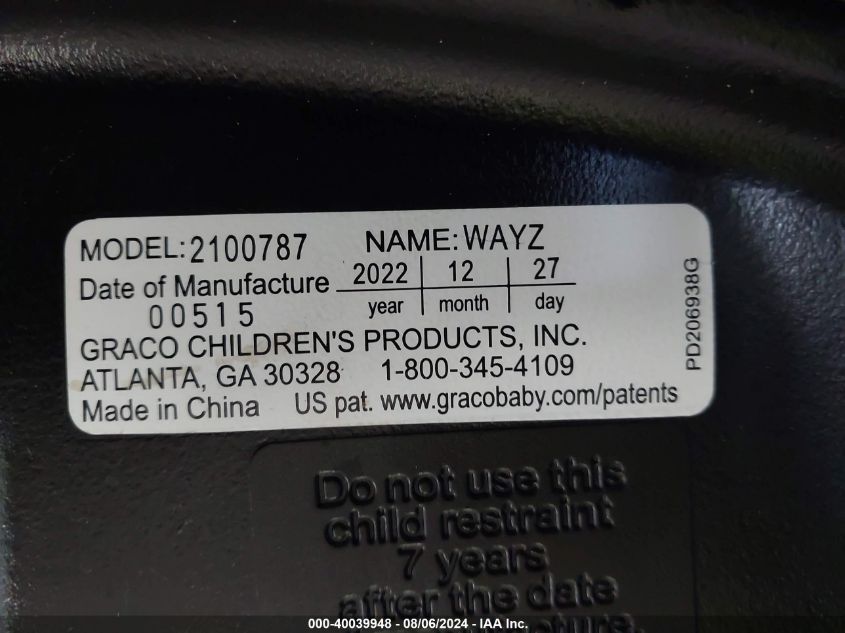 MODEL: 2100787 NAME: WAYZ
Date of Manufacture 2022 12 27
00515 year month day
GRACO CHILDREN'S PRODUCTS, INC.
ATLANTA, GA 30328 1-800-345-4109
Made in China US pat. www.gracobaby.com/patents
PD206938G
Do not use this
child restraint
7 years
after the date
000-40039948 - 08/06/2024 - IAA Inc.